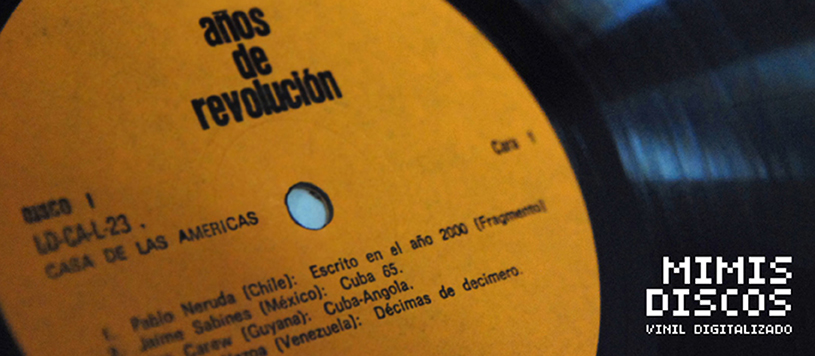 años
de
revolución
Cara 1
DISCO I
LD-CA-L-23.
CASA DE LAS AMERICAS
1. Pablo Neruda (Chile): Escrito en el año 2000 (Fragmento)
Jaime Sabines (México): Cuba 65.
Carew (Guyana): Cuba-Angola.
(Venezuela): Décimas de decimero.
MIMIS
DISCOS
VINIL DIGITALIZADO